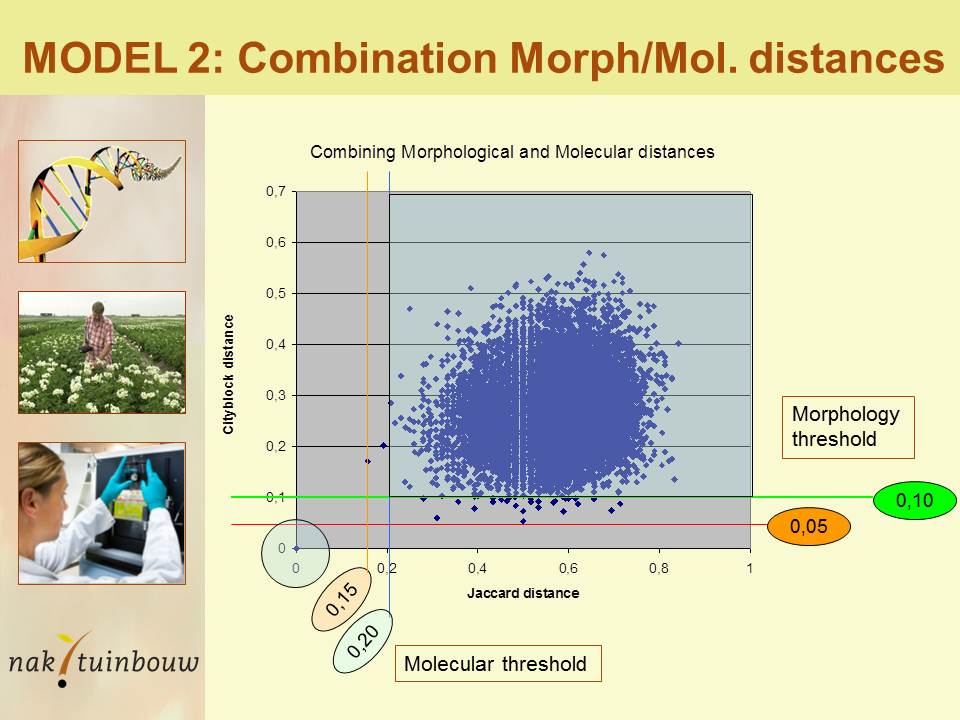 MODEL 2: Combination Morph/Mol. distances
Combining Morphological and Molecular distances
0,7
0,6
0,5
0,4
0,3
0,2
0,1
0
Cityblock distance
0
0,2
0,4
0,6
0,8
1
Jaccard distance
Morphology
threshold
0,10
0,05
0,15
0,20
Molecular threshold
nak tuinbouw